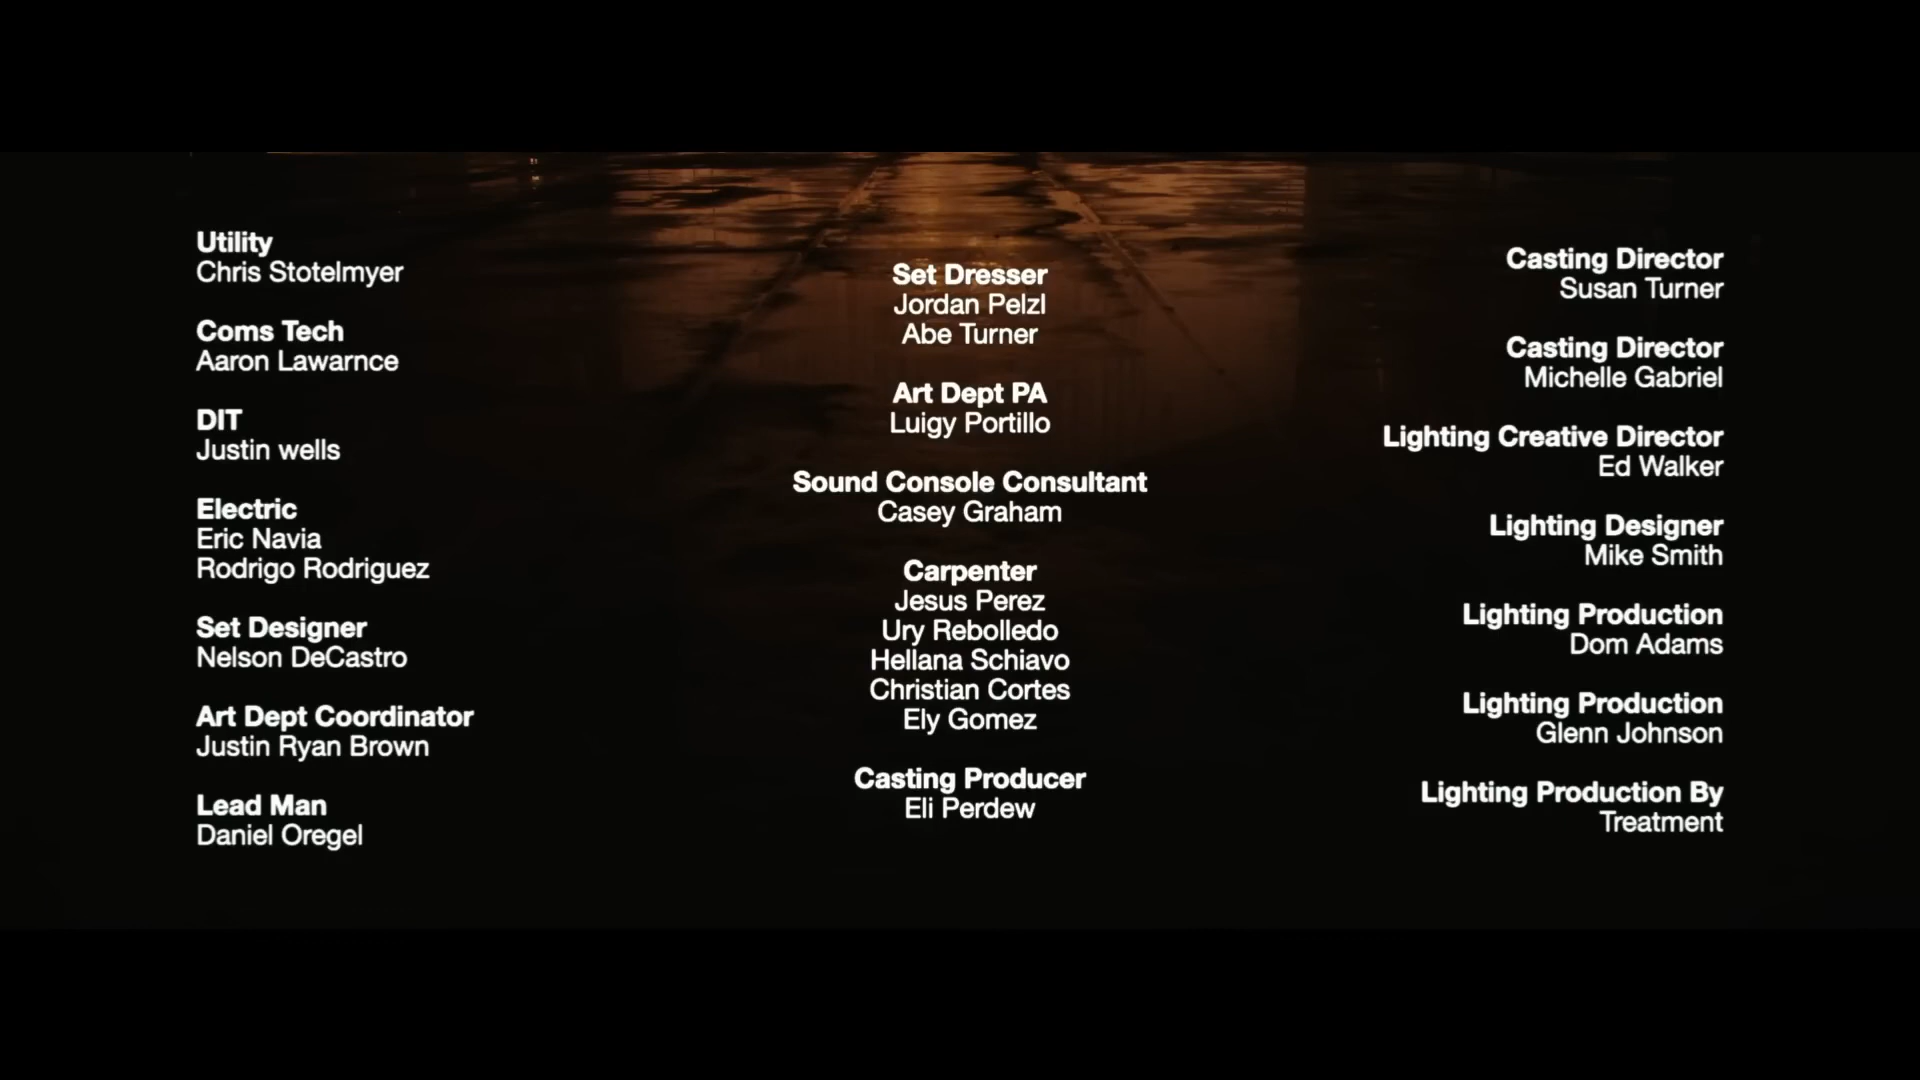 Utility
Chris Stotelmyer
Coms Tech
Aaron Lawarnce
DIT
Justin wells
Electric
Eric Navia
Rodrigo Rodriguez
Set Designer
Nelson DeCastro
Art Dept Coordinator
Justin Ryan Brown
Lead Man
Daniel Oregel
Set Dresser
Jordan Pelzl
Abe Turner
Art Dept PA
Luigy Portillo
Sound Console Consultant
Casey Graham
Carpenter
Jesus Perez
Ury Rebolledo
Hellana Schiavo
Christian Cortes
Ely Gomez
Casting Producer
Eli Perdew
Casting Director
Susan Turner
Casting Director
Michelle Gabriel
Lighting Creative Director
Ed Walker
Lighting Designer
Mike Smith
Lighting Production
Dom Adams
Lighting Production
Glenn Johnson
Lighting Production By
Treatment